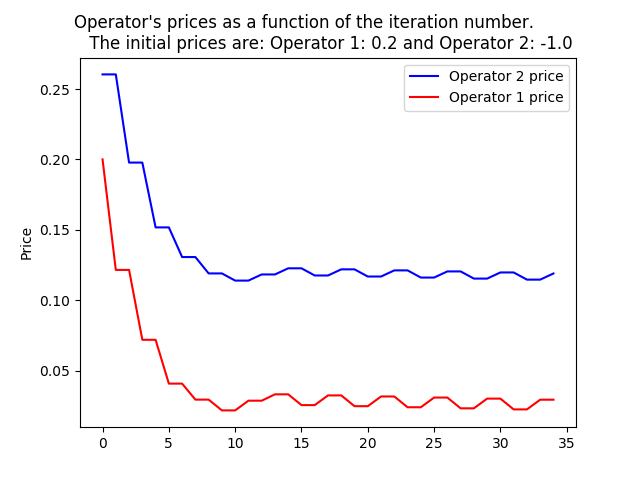 Operator's prices as a function of the iteration number.
The initial prices are: Operator 1: 0.2 and Operator 2: -1.0
Operator 2 price
Operator 1 price
Price
0.25
0.20
0.15
0.10
0.05
0 5 10 15 20 25 30 35